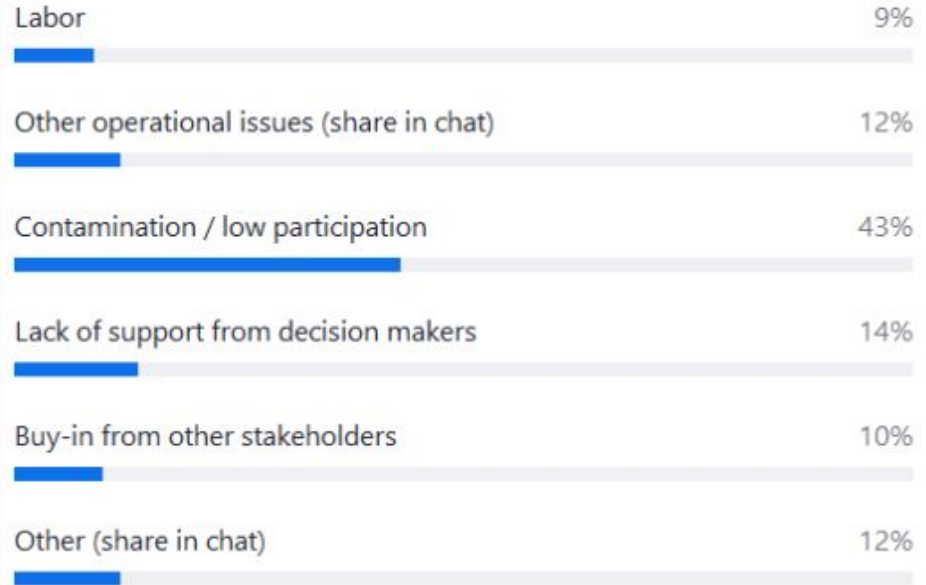 Labor 9%
Other operational issues (share in chat) 12%
Contamination / low participation 43%
Lack of support from decision makers 14%
Buy-in from other stakeholders 10%
Other (share in chat) 12%